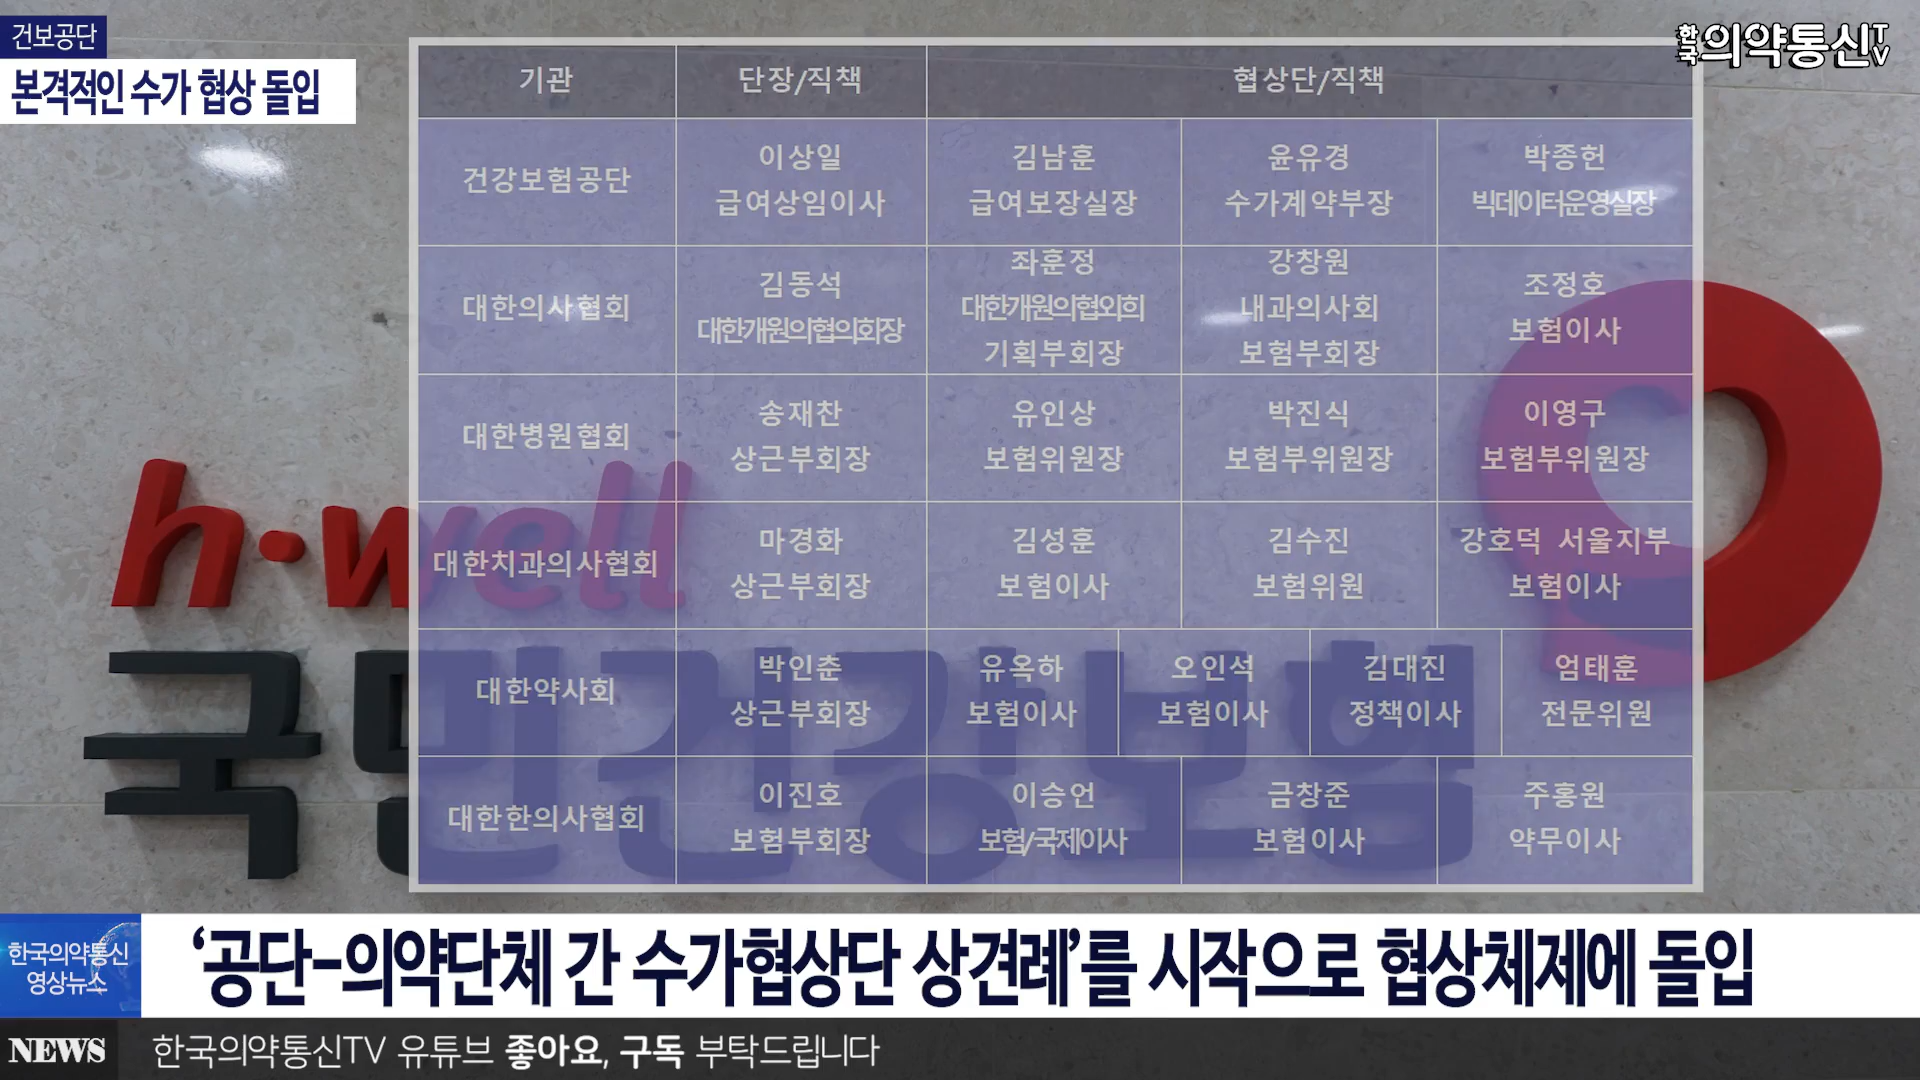 건보공단
본격적인 수가 협상 돌입
한국의약통신TV
기관 단장/직책 협상단/직책
건강보험공단
이상일
급여상임이사
김남훈
급여보장실장
윤유경
수가계약부장
박종헌
빅데이터운영실장
대한의사협회
김동석
대한개원의협의회장
좌훈정
대한개원의협의회
기획부회장
강창원
내과의사회
보험부회장
조정호
보험이사
대한병원협회
송재찬
상근부회장
유인상
보험위원장
박진식
보험부위원장
이영구
보험부위원장
대한치과의사협회
마경화
상근부회장
김성훈
보험이사
김수진
보험위원
강호덕 서울지부
보험이사
대한약사회
박인춘
상근부회장
유옥하
보험이사
오인석
보험이사
김대진
정책이사
엄태훈
전문위원
대한한의사협회
이진호
보험부회장
이승언
보험/국제이사
금창준
보험이사
주홍원
약무이사
h·well
국민건강보험
한국의약통신
영상뉴스
‘공단-의약단체 간 수가협상단 상견례’를 시작으로 협상체제에 돌입
NEWS
한국의약통신TV 유튜브 좋아요, 구독 부탁드립니다